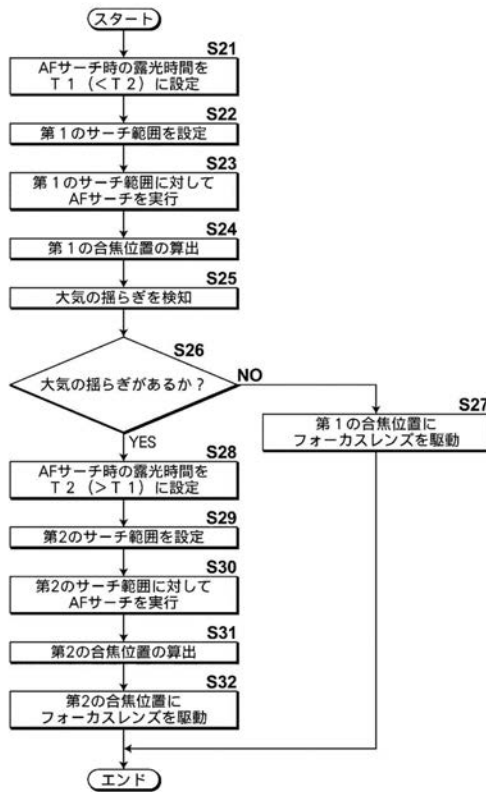 スタート
S21
AFサーチ時の露光時間を
T1(<T2)に設定
S22
第1のサーチ範囲を設定
S23
第1のサーチ範囲に対して
AFサーチを実行
S24
第1の合焦位置の算出
S25
大気の揺らぎを検知
S26
大気の揺らぎがあるか?
NO
S27
第1の合焦位置に
フォーカスレンズを駆動
YES
S28
AFサーチ時の露光時間を
T2(>T1)に設定
S29
第2のサーチ範囲を設定
S30
第2のサーチ範囲に対して
AFサーチを実行
S31
第2の合焦位置の算出
S32
第2の合焦位置に
フォーカスレンズを駆動
エンド